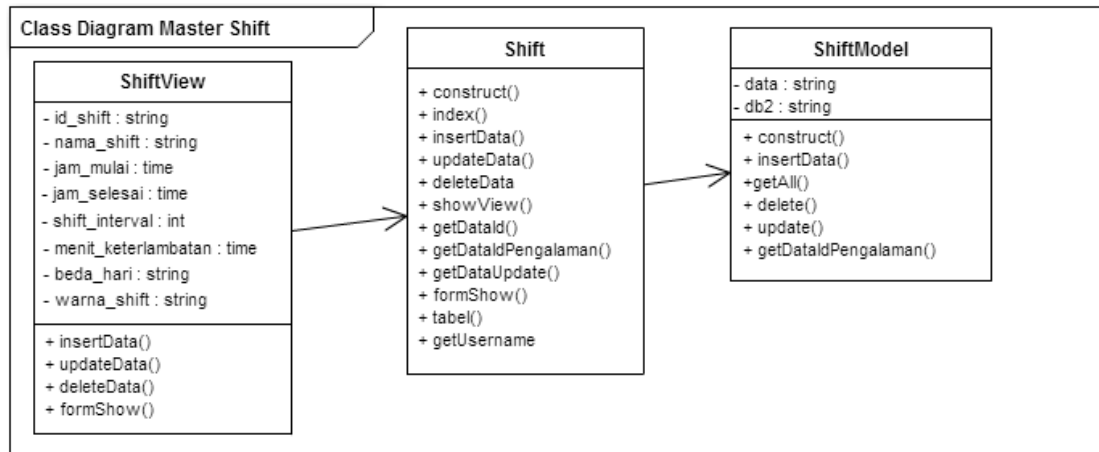 Class Diagram Master Shift
ShiftView
- id_shift : string
- nama_shift : string
- jam_mulai : time
- jam_selesai : time
- shift_interval : int
- menit_keterlambatan : time
- beda_hari : string
- warna_shift : string
+ insertData()
+ updateData()
+ deleteData()
+ formShow()
Shift
+ construct()
+ index()
+ insertData()
+ updateData()
+ deleteData
+ showView()
+ getDataId()
+ getDataIdPengalaman()
+ getDataUpdate()
+ formShow()
+ tabel()
+ getUsername
ShiftModel
- data : string
- db2 : string
+ construct()
+ insertData()
+getAll()
+ delete()
+ update()
+ getDataIdPengalaman()